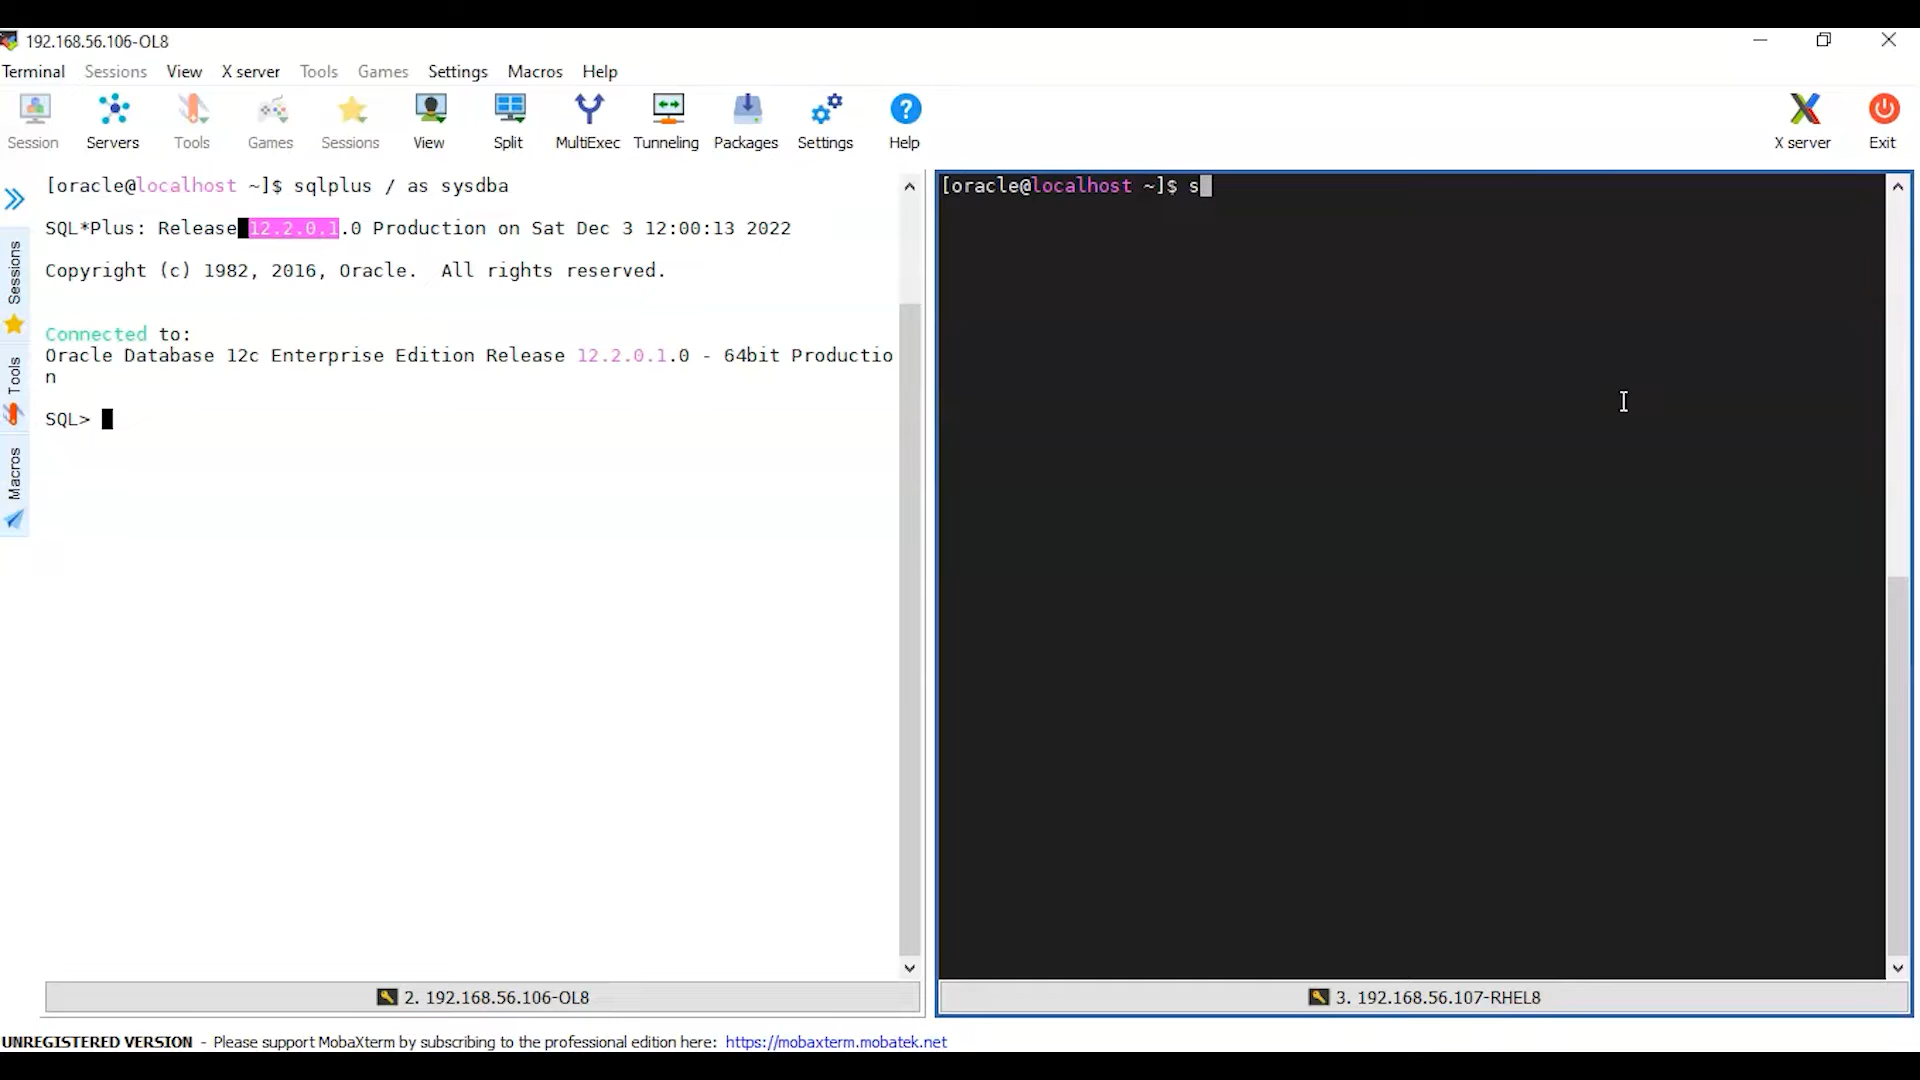 192.168.56.106-OL8
Terminal Sessions View X server Tools Games Settings Macros Help
Session Servers Tools Games Sessions View Split MultiExec Tunneling Packages Settings Help X server Exit
Sessions
Tools
Macros
[oracle@localhost ~]$ sqlplus / as sysdba
SQL*Plus: Release 12.2.0.1.0 Production on Sat Dec 3 12:00:13 2022
Copyright (c) 1982, 2016, Oracle.  All rights reserved.
Connected to:
Oracle Database 12c Enterprise Edition Release 12.2.0.1.0 - 64bit Productio
n
SQL>
2. 192.168.56.106-OL8
[oracle@localhost ~]$ s
3. 192.168.56.107-RHEL8
UNREGISTERED VERSION - Please support MobaXterm by subscribing to the professional edition here: https://mobaxterm.mobatek.net